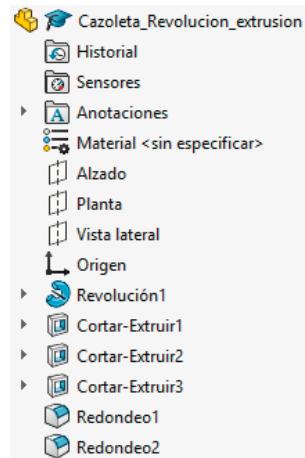 Cazoleta_Revolucion_extrusion
Historial
Sensores
Anotaciones
Material <sin especificar>
Alzado
Planta
Vista lateral
Origen
Revolución1
Cortar-Extruir1
Cortar-Extruir2
Cortar-Extruir3
Redondeo1
Redondeo2